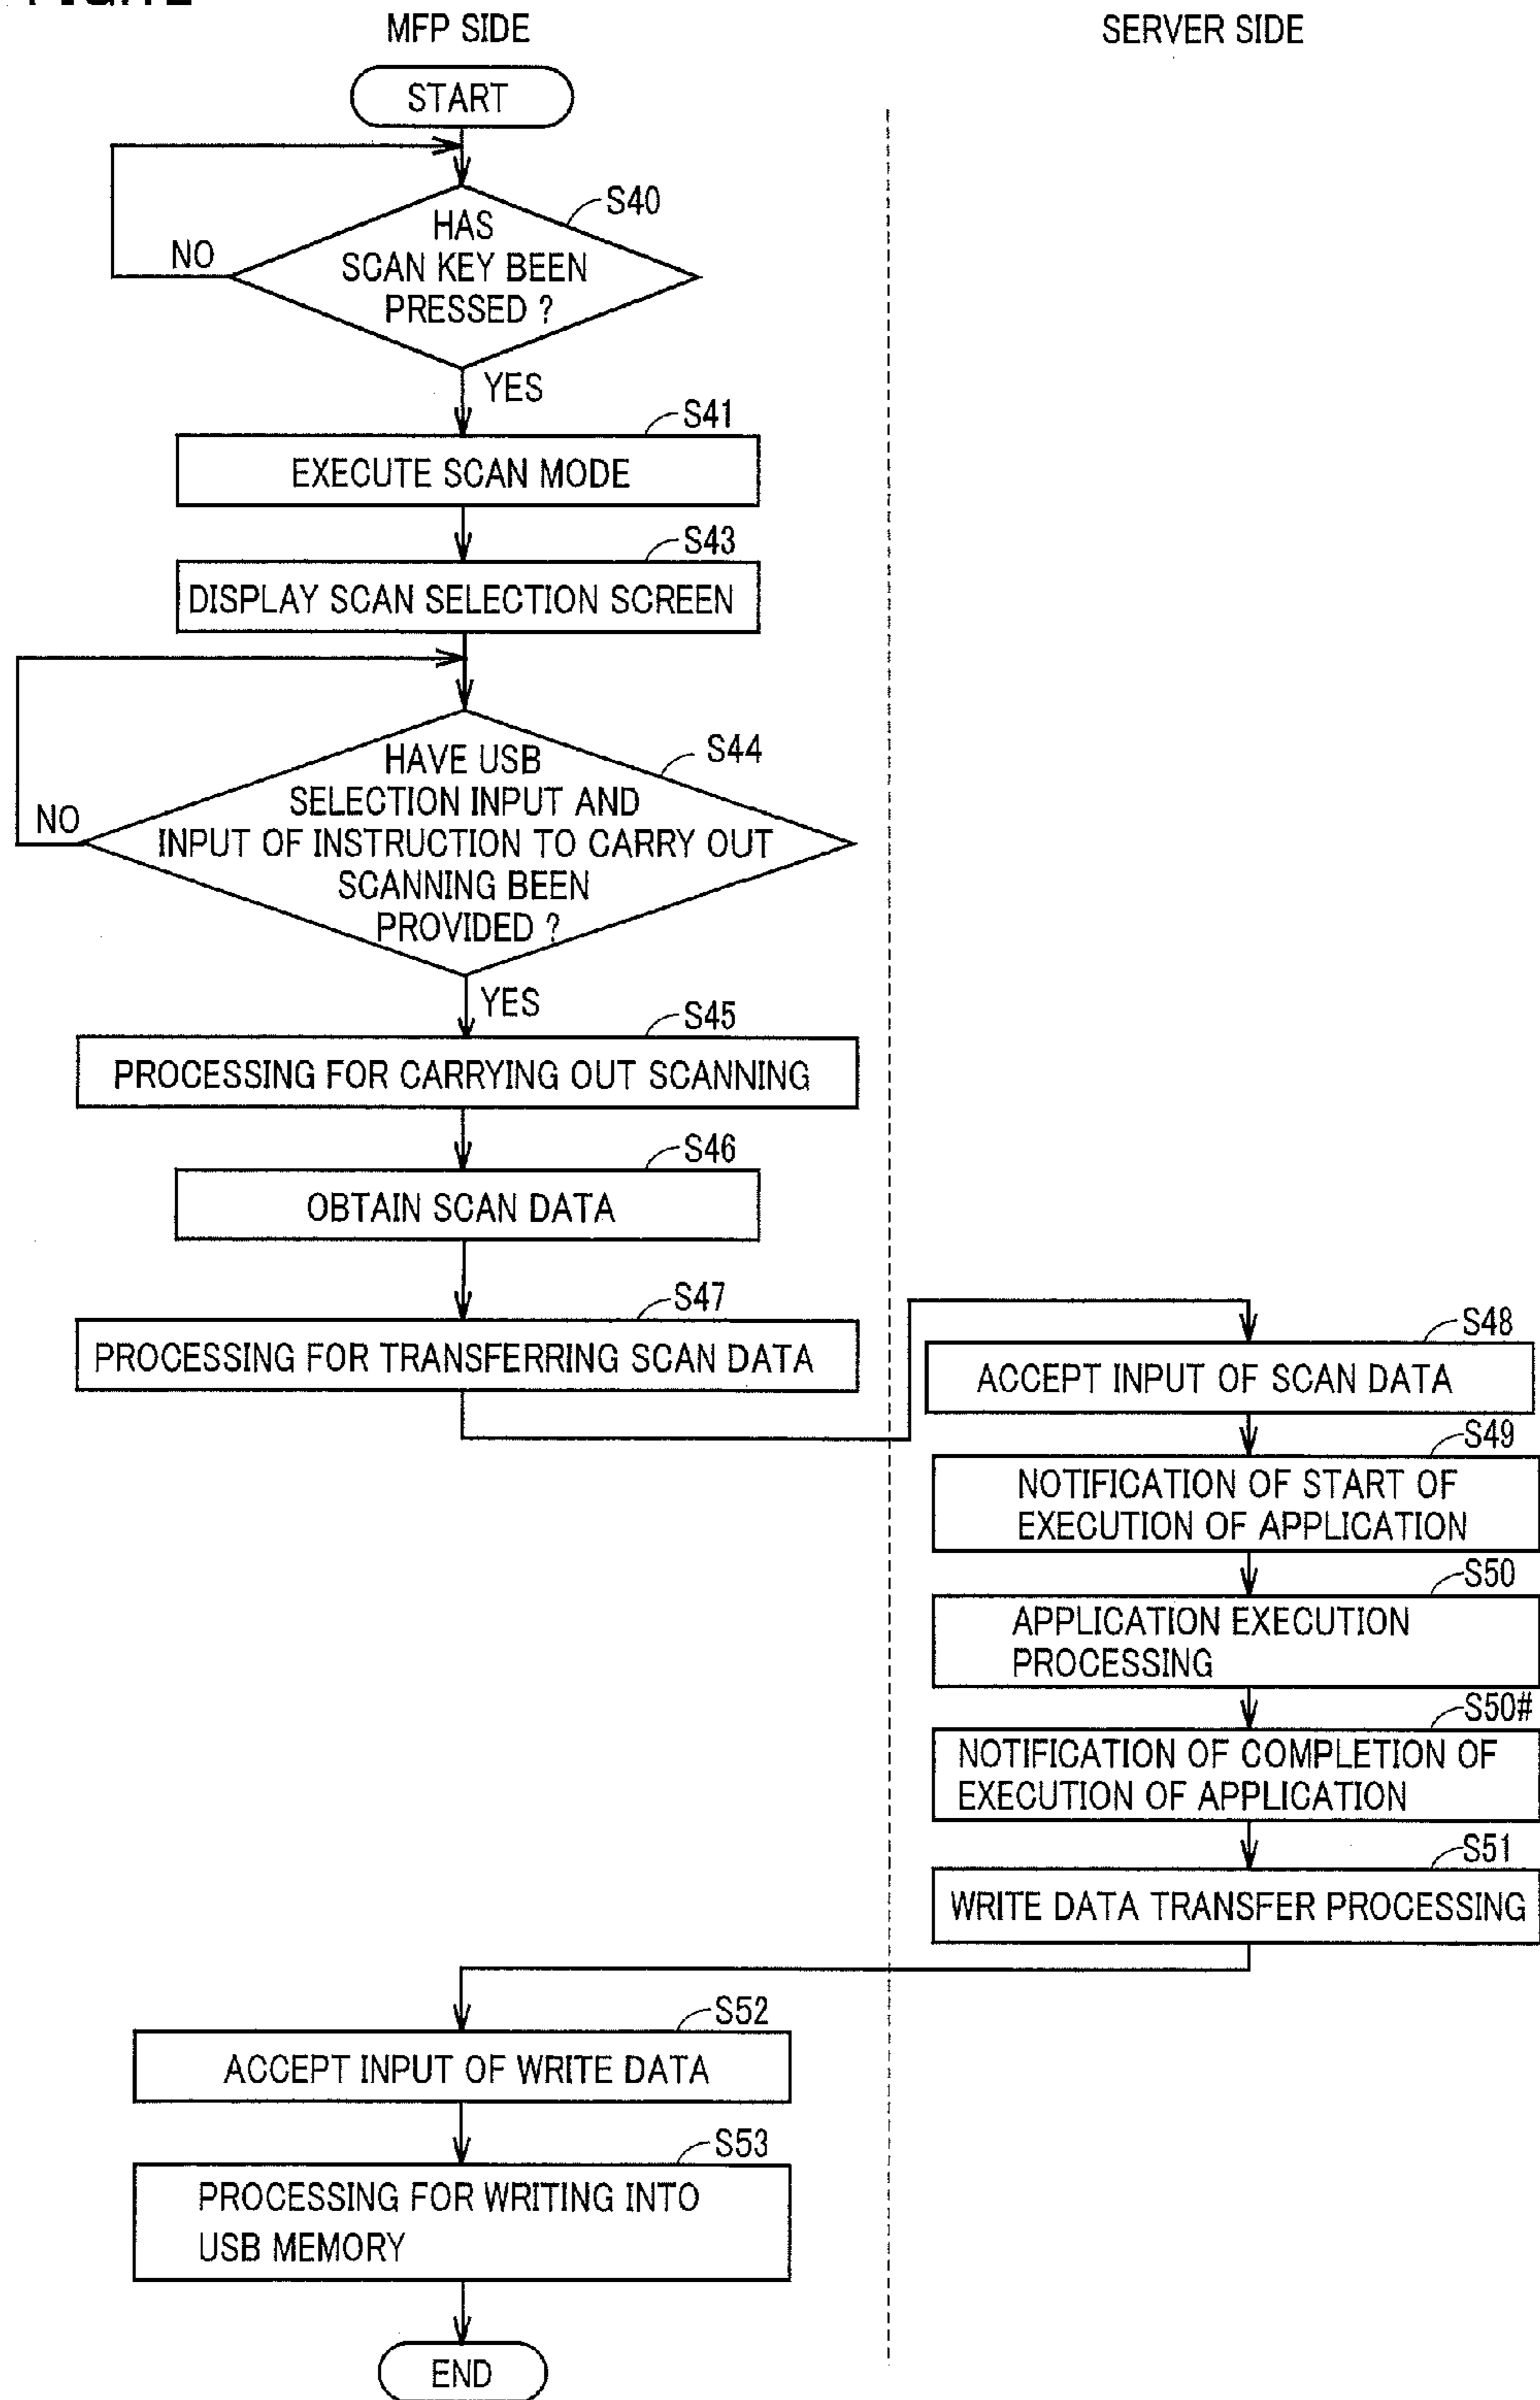 MFP SIDE
SERVER SIDE
START
S40
HAS
SCAN KEY BEEN
PRESSED ?
NO
YES
S41
EXECUTE SCAN MODE
S43
DISPLAY SCAN SELECTION SCREEN
S44
HAVE USB
SELECTION INPUT AND
INPUT OF INSTRUCTION TO CARRY OUT
SCANNING BEEN
PROVIDED ?
NO
YES
S45
PROCESSING FOR CARRYING OUT SCANNING
S46
OBTAIN SCAN DATA
S47
PROCESSING FOR TRANSFERRING SCAN DATA
S48
ACCEPT INPUT OF SCAN DATA
S49
NOTIFICATION OF START OF
EXECUTION OF APPLICATION
S50
APPLICATION EXECUTION
PROCESSING
S50#
NOTIFICATION OF COMPLETION OF
EXECUTION OF APPLICATION
S51
WRITE DATA TRANSFER PROCESSING
S52
ACCEPT INPUT OF WRITE DATA
S53
PROCESSING FOR WRITING INTO
USB MEMORY
END